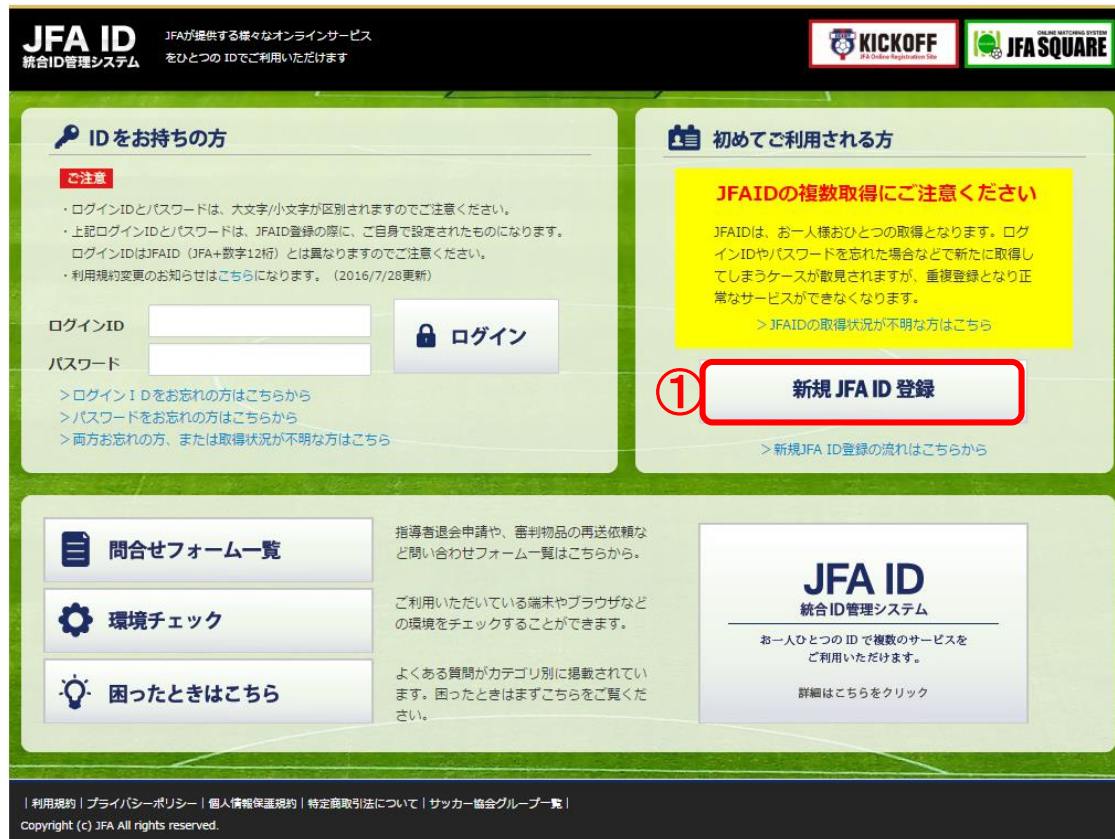 JFA ID
統合ID管理システム
JFAが提供する様々なオンラインサービス
をひとつの IDでご利用いただけます
KICKOFF
JFA Online Registration Site
ONLINE MATCHING SYSTEM
JFA SQUARE
IDをお持ちの方
ご注意
・ログインIDとパスワードは、大文字/小文字が区別されますのでご注意ください。
・上記ログインIDとパスワードは、JFAID登録の際に、ご自身で設定されたものになります。
ログインIDはJFAID（JFA+数字12桁）とは異なりますのでご注意ください。
・利用規約変更のお知らせはこちらになります。（2016/7/28更新）
ログインID
パスワード
ログイン
＞ログインＩＤをお忘れの方はこちらから
＞パスワードをお忘れの方はこちらから
＞両方お忘れの方、または取得状況が不明な方はこちら
初めてご利用される方
JFAIDの複数取得にご注意ください
JFAIDは、お一人様おひとつの取得となります。ログ
インIDやパスワードを忘れた場合などで新たに取得し
てしまうケースが散見されますが、重複登録となり正
常なサービスができなくなります。
＞JFAIDの取得状況が不明な方はこちら
①
新規 JFA ID 登録
＞新規JFA ID登録の流れはこちらから
問合せフォーム一覧
指導者退会申請や、審判物品の再送依頼な
ど問い合わせフォーム一覧はこちらから。
環境チェック
ご利用いただいている端末やブラウザなど
の環境をチェックすることができます。
困ったときはこちら
よくある質問がカテゴリ別に掲載されてい
ます。困ったときはまずこちらをご覧くだ
さい。
JFA ID
統合ID管理システム
お一人ひとつの ID で複数のサービスを
ご利用いただけます。
詳細はこちらをクリック
｜利用規約｜プライバシーポリシー｜個人情報保護規約｜特定商取引法について｜サッカー協会グループ一覧｜
Copyright (c) JFA All rights reserved.